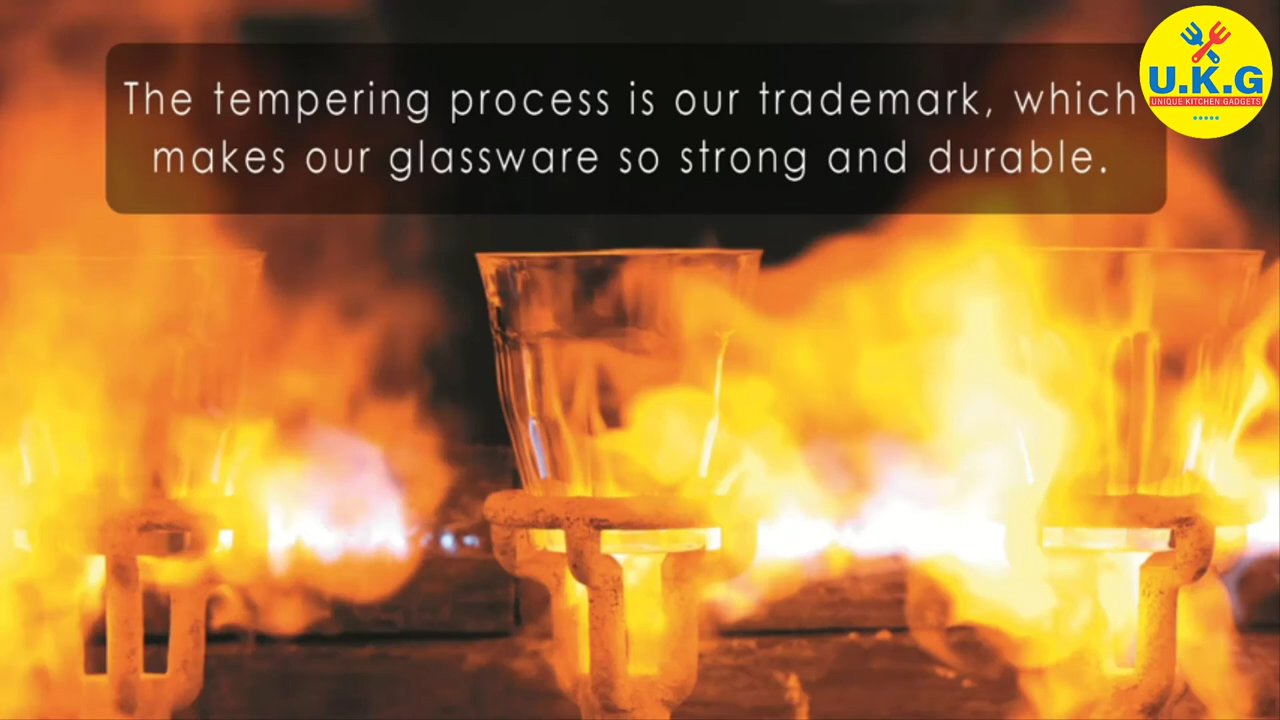 The tempering process is our trademark, which
makes our glassware so strong and durable.
U.K.G
UNIQUE KITCHEN GADGETS